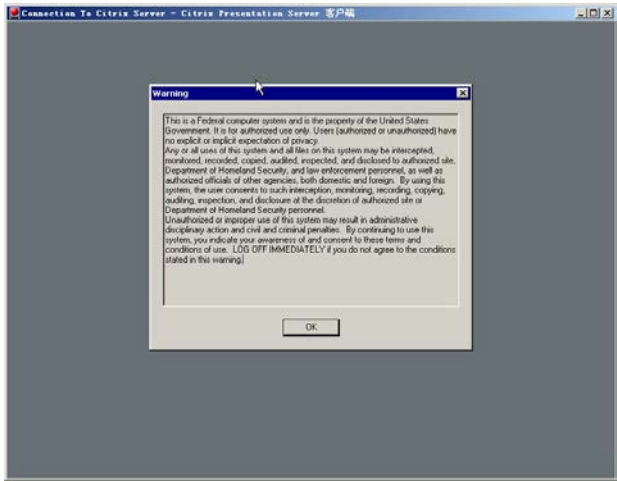 Connection To Citrix Server - Citrix Presentation Server 客户端
Warning
This is a Federal computer system and is the property of the United States
Government. It is for authorized use only. Users (authorized or unauthorized) have
no explicit or implicit expectation of privacy.
Any or all uses of this system and all files on this system may be intercepted,
monitored, recorded, copied, audited, inspected, and disclosed to authorized site,
Department of Homeland Security, and law enforcement personnel, as well as
authorized officials of other agencies, both domestic and foreign. By using this
system, the user consents to such interception, monitoring, recording, copying,
auditing, inspection, and disclosure at the discretion of authorized site or
Department of Homeland Security personnel.
Unauthorized or improper use of this system may result in administrative
disciplinary action and civil and criminal penalties. By continuing to use this
system, you indicate your awareness of and consent to these terms and
conditions of use. LOG OFF IMMEDIATELY if you do not agree to the conditions
stated in this warning.
OK